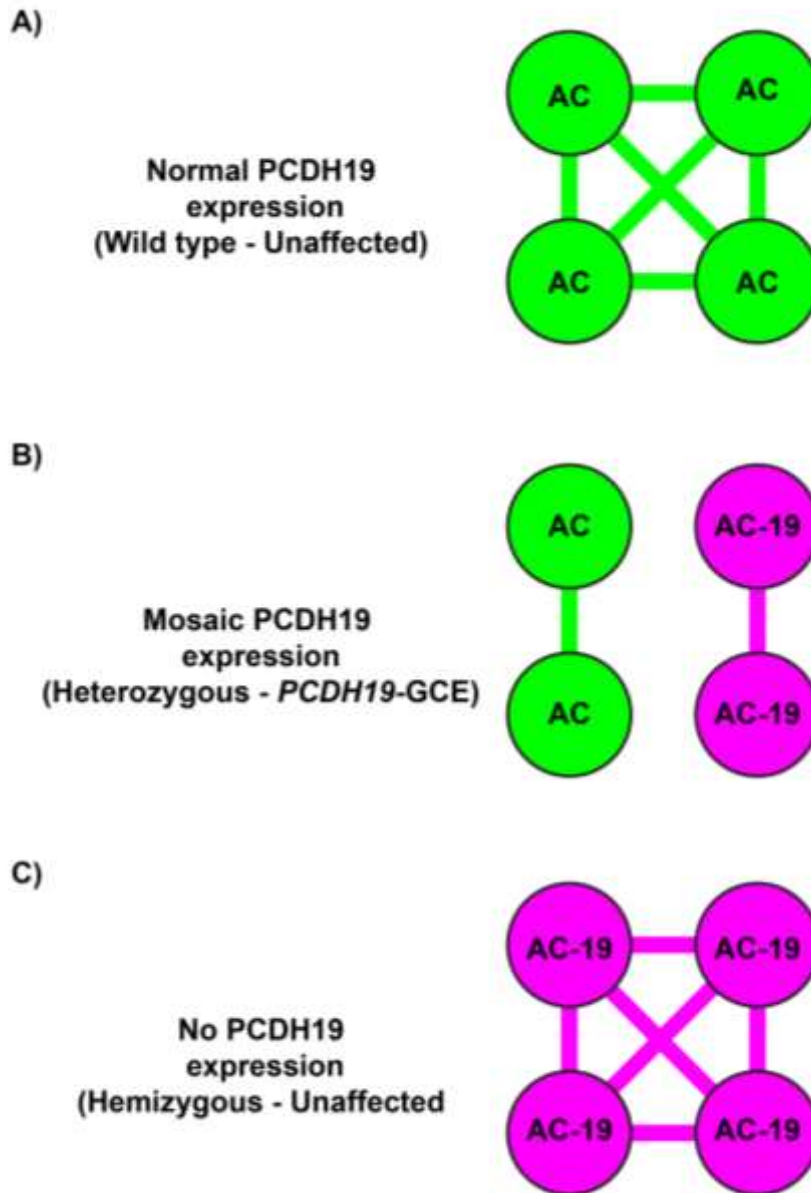 A)
AC AC
Normal PCDH19
expression
(Wild type - Unaffected)
AC AC
B)
AC AC-19
Mosaic PCDH19
expression
(Heterozygous - PCDH19-GCE)
AC AC-19
C)
AC-19 AC-19
No PCDH19
expression
(Hemizygous - Unaffected
AC-19 AC-19